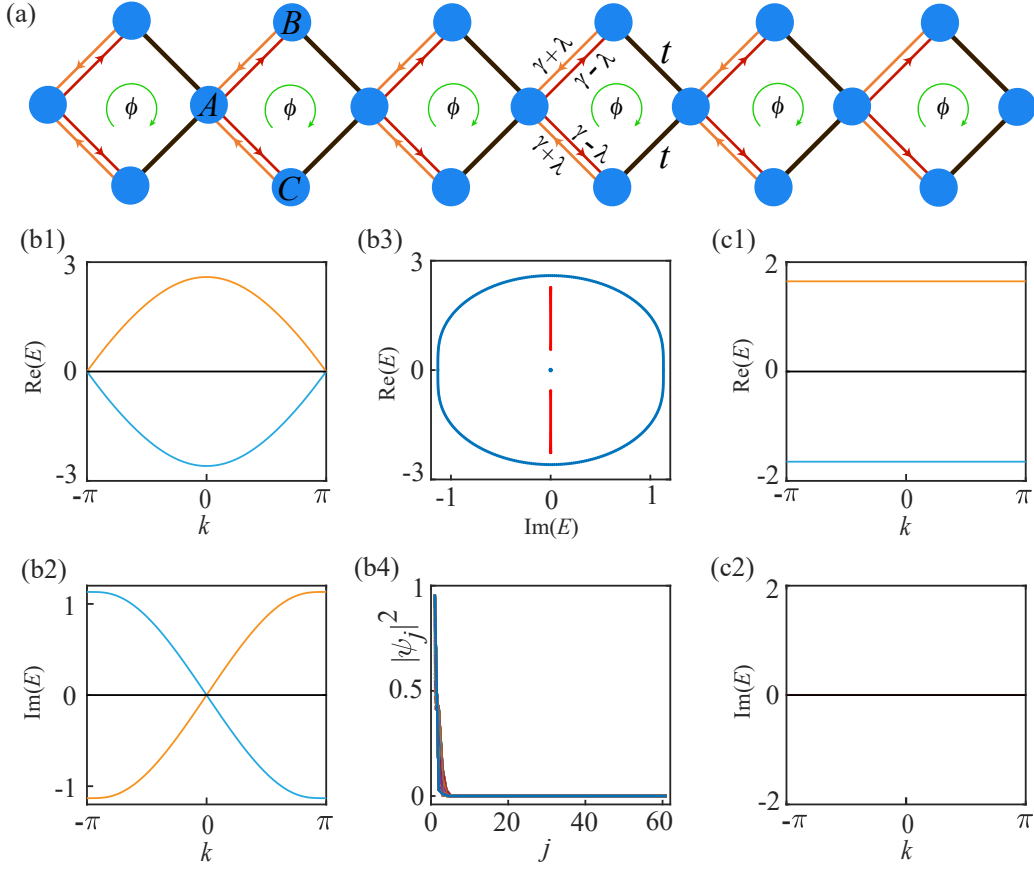 (a)
B
A
C
ϕ ϕ ϕ ϕ ϕ
γ+λ
γ-λ
t
γ-λ
γ+λ
t
(b1)
3
0
-3
Re(E)
-π 0 π
k
(b3)
3
0
-3
Re(E)
-1 0 1
Im(E)
(c1)
2
0
-2
Re(E)
-π 0 π
k
(b2)
1
0
-1
Im(E)
-π 0 π
k
(b4)
1
0.5
0
|ψj|2
0 20 40 60
j
(c2)
2
0
-2
Im(E)
-π 0 π
k